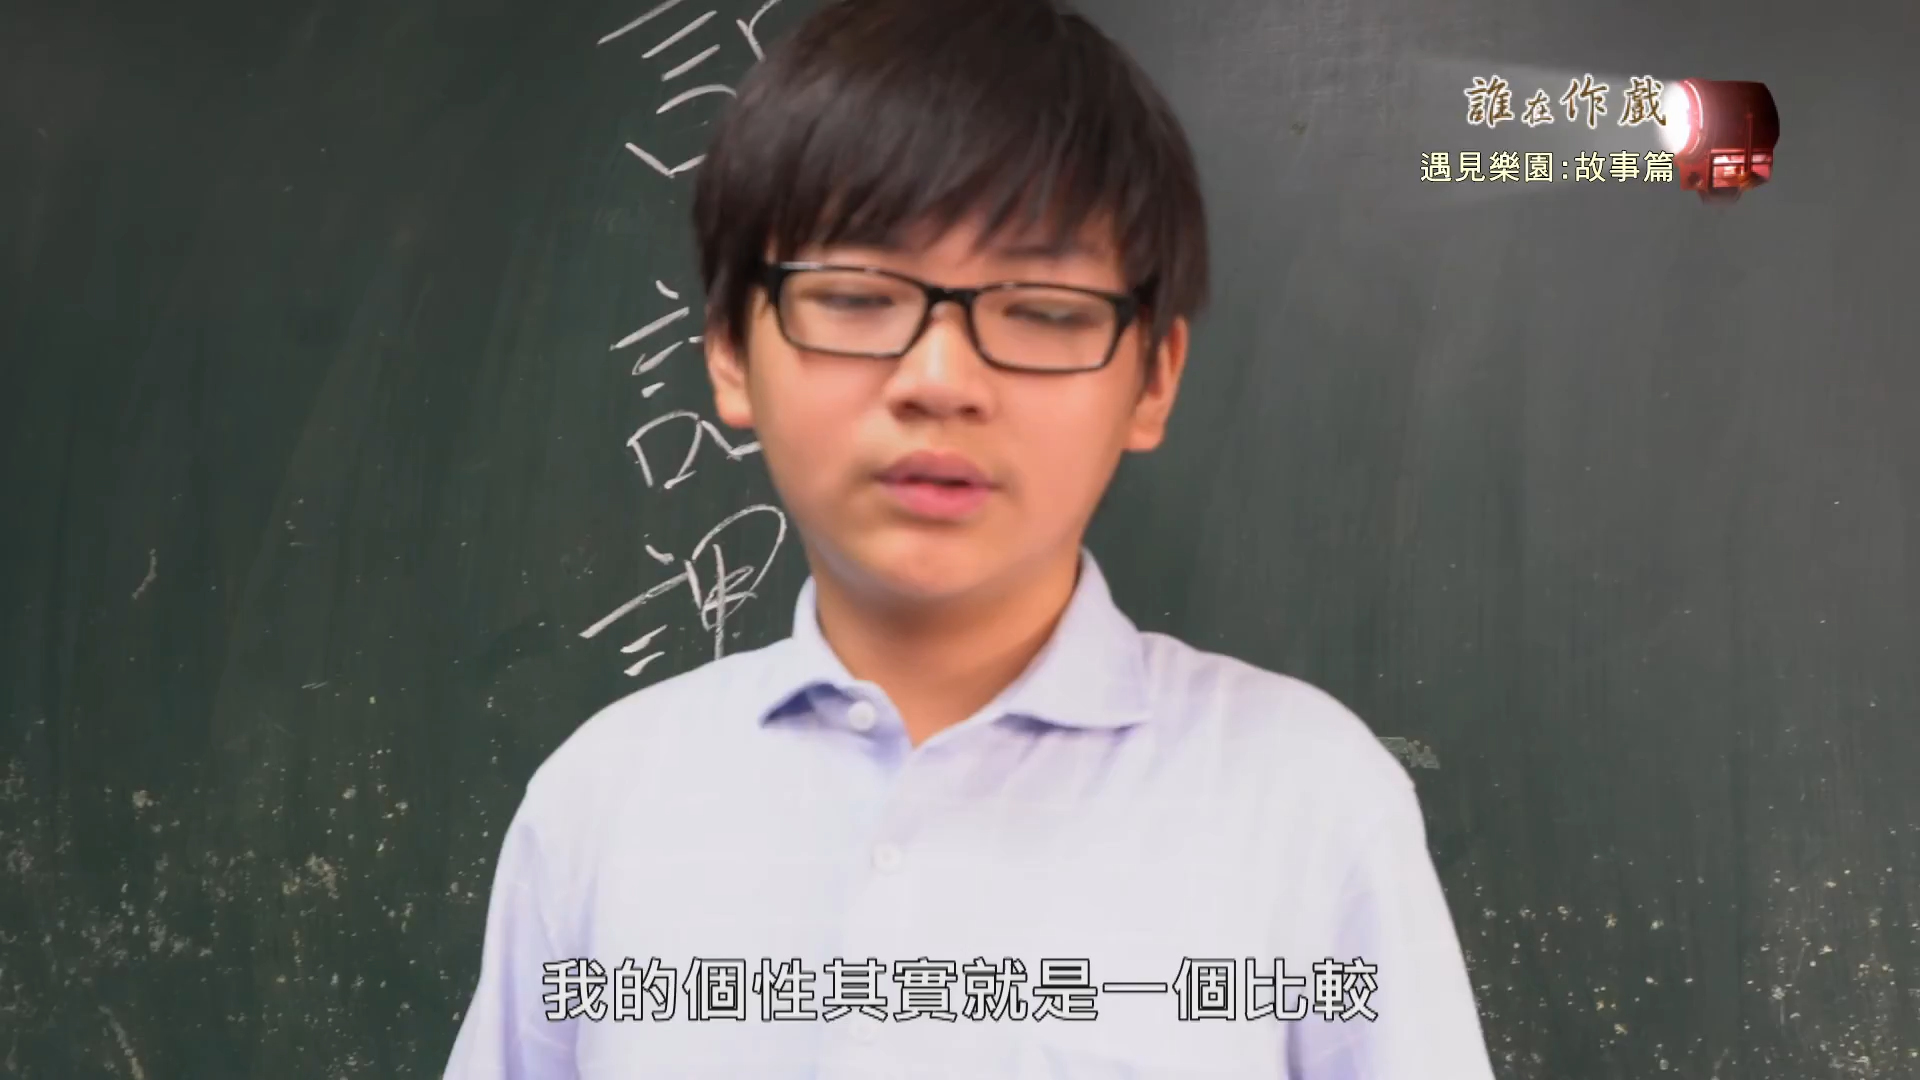 誰在作戲
遇見樂園:故事篇
我的個性其實就是一個比較